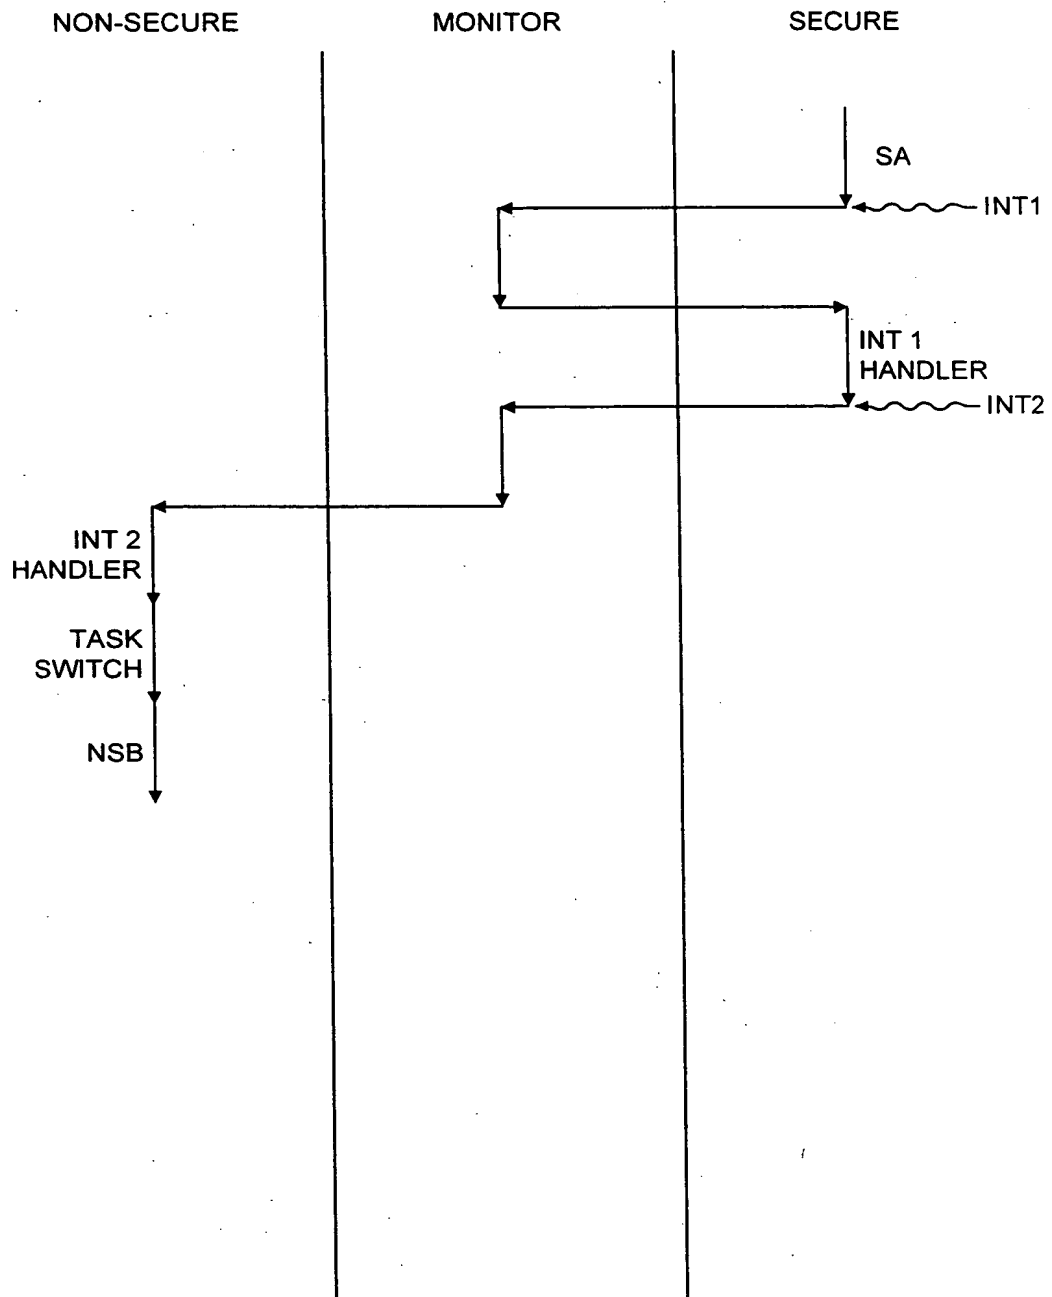 NON-SECURE
MONITOR
SECURE
SA
INT1
INT 1
HANDLER
INT2
INT 2
HANDLER
TASK
SWITCH
NSB